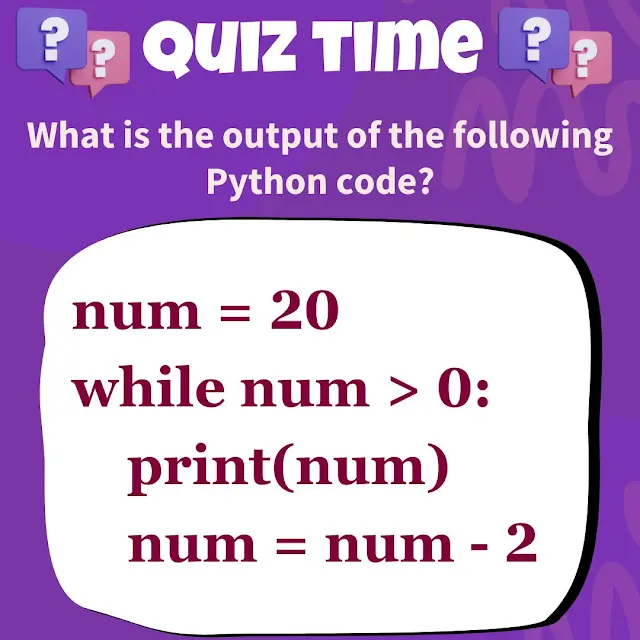 ? ? QUIZ TIME ? ?
What is the output of the following
Python code?
num = 20
while num > 0:
    print(num)
    num = num - 2